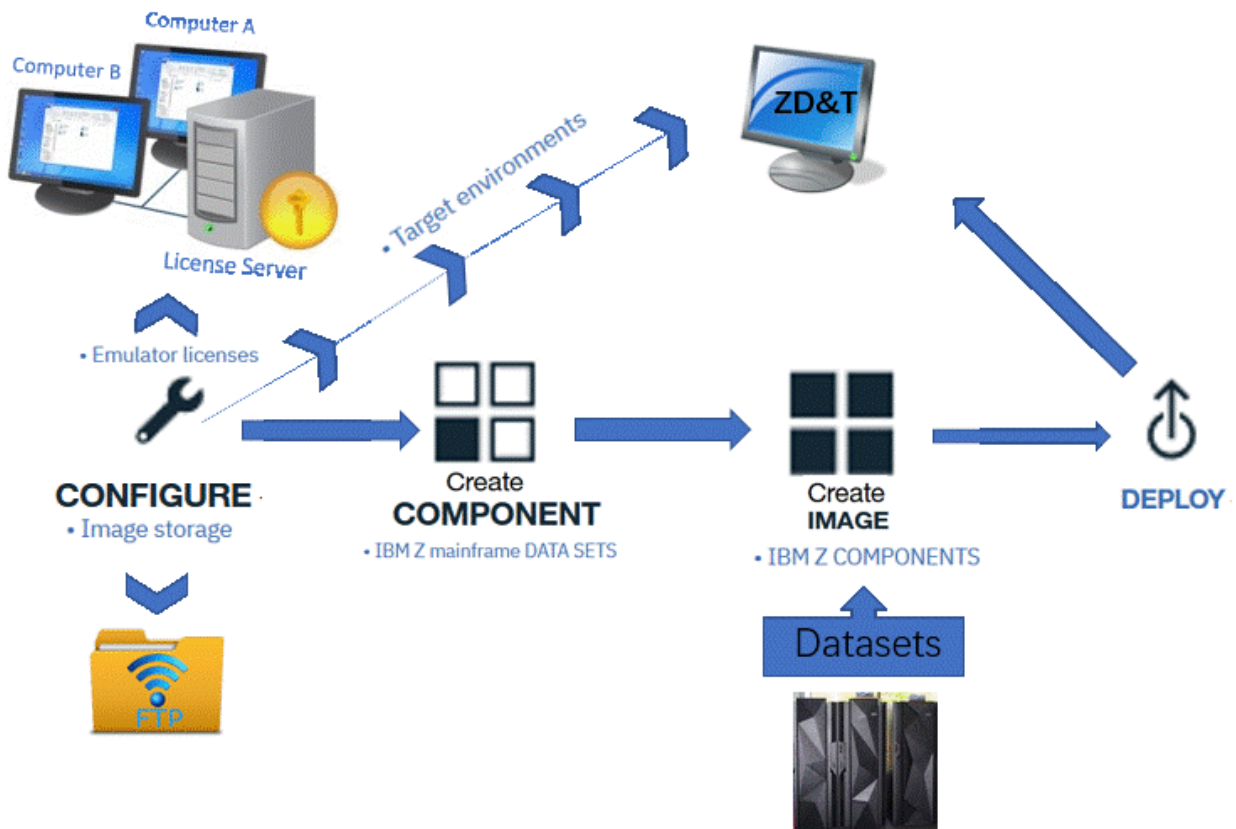 Computer A
Computer B
ZD&T
• Target environments
License Server
• Emulator licenses
CONFIGURE
• Image storage
Create
COMPONENT
• IBM Z mainframe DATA SETS
Create
IMAGE
• IBM Z COMPONENTS
DEPLOY
Datasets
FTP